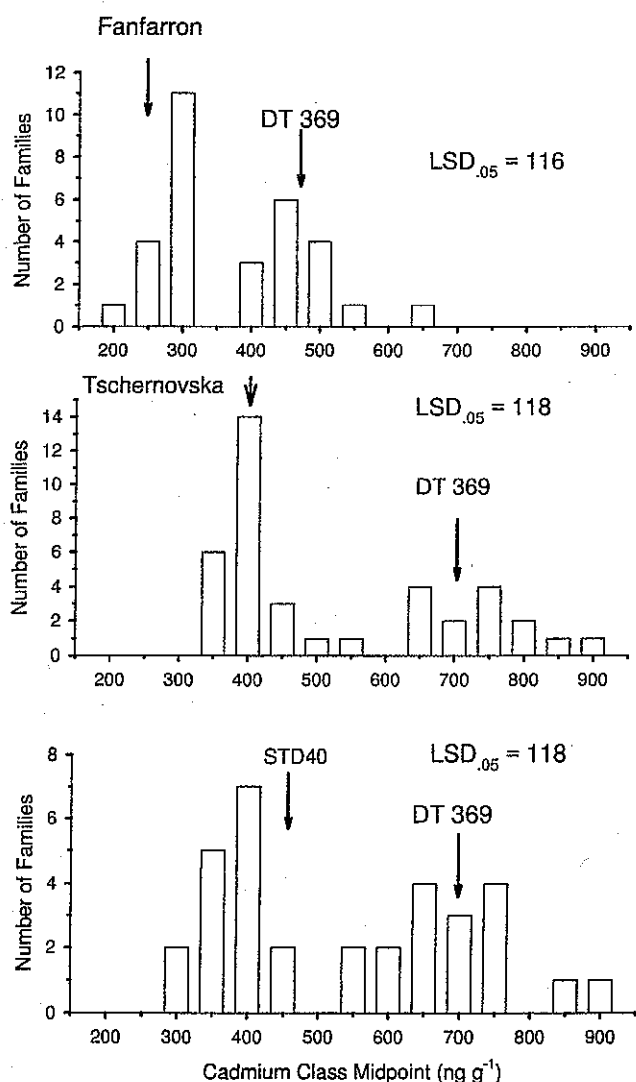 Fanfarron
DT 369
LSD.05 = 116
Number of Families
12
10
8
6
4
2
0
200 300 400 500 600 700 800 900
Tschernovska
LSD.05 = 118
DT 369
Number of Families
14
12
10
8
6
4
2
0
200 300 400 500 600 700 800 900
STD40
LSD.05 = 118
DT 369
Number of Families
8
6
4
2
0
200 300 400 500 600 700 800 900
Cadmium Class Midpoint (ng g-1)